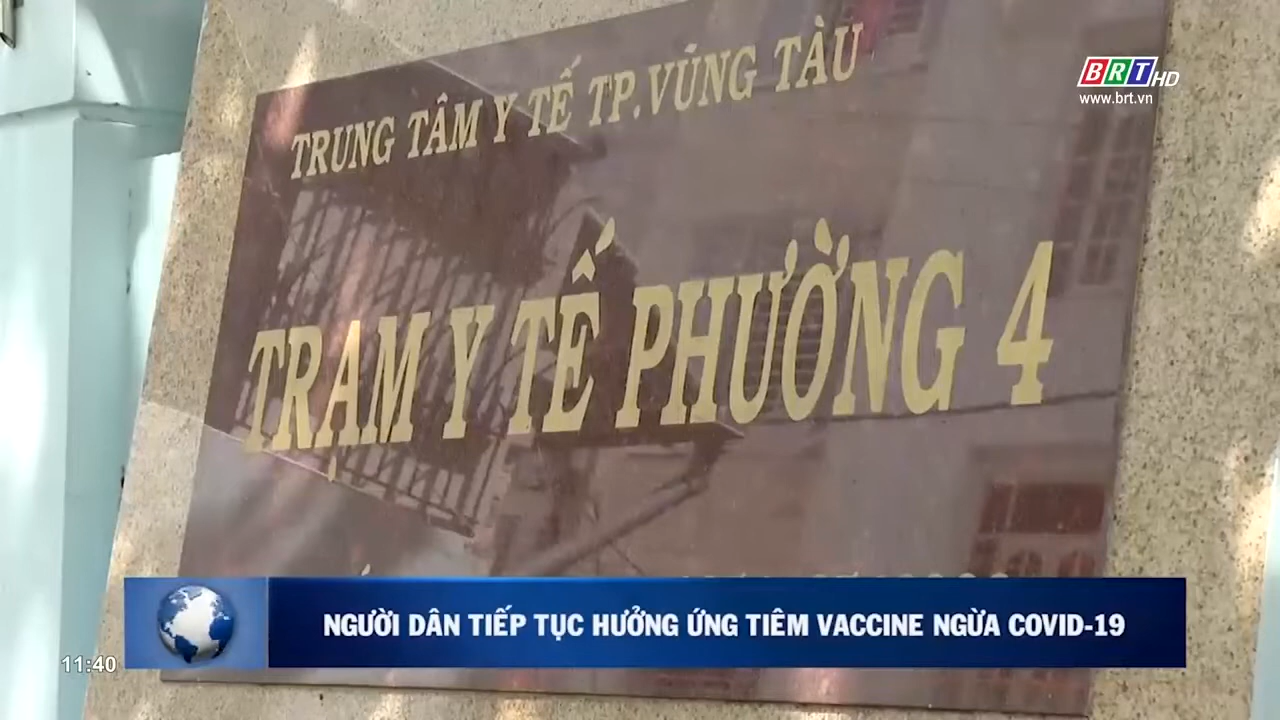 BRT HD
www.brt.vn
TRUNG TÂM Y TẾ TP.VŨNG TÀU
TRẠM Y TẾ PHƯỜNG 4
NGƯỜI DÂN TIẾP TỤC HƯỞNG ỨNG TIÊM VACCINE NGỪA COVID-19
11:40